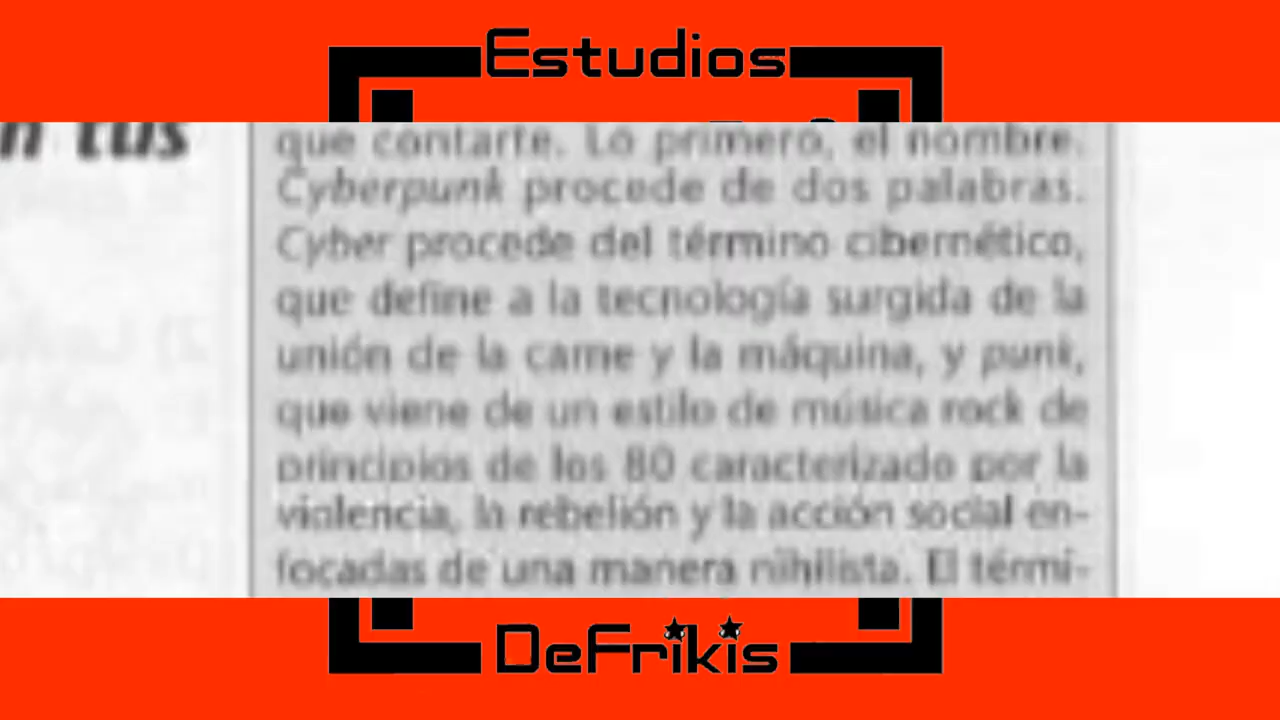 Estudios
n tus
que contarte. Lo primero, el nombre.
Cyberpunk procede de dos palabras.
Cyber procede del término cibernético,
que define a la tecnología surgida de la
unión de la carne y la máquina, y punk,
que viene de un estilo de música rock de
principios de los 80 caracterizado por la
violencia, la rebelión y la acción social en-
focadas de una manera nihilista. El térmi-
DeFrikis